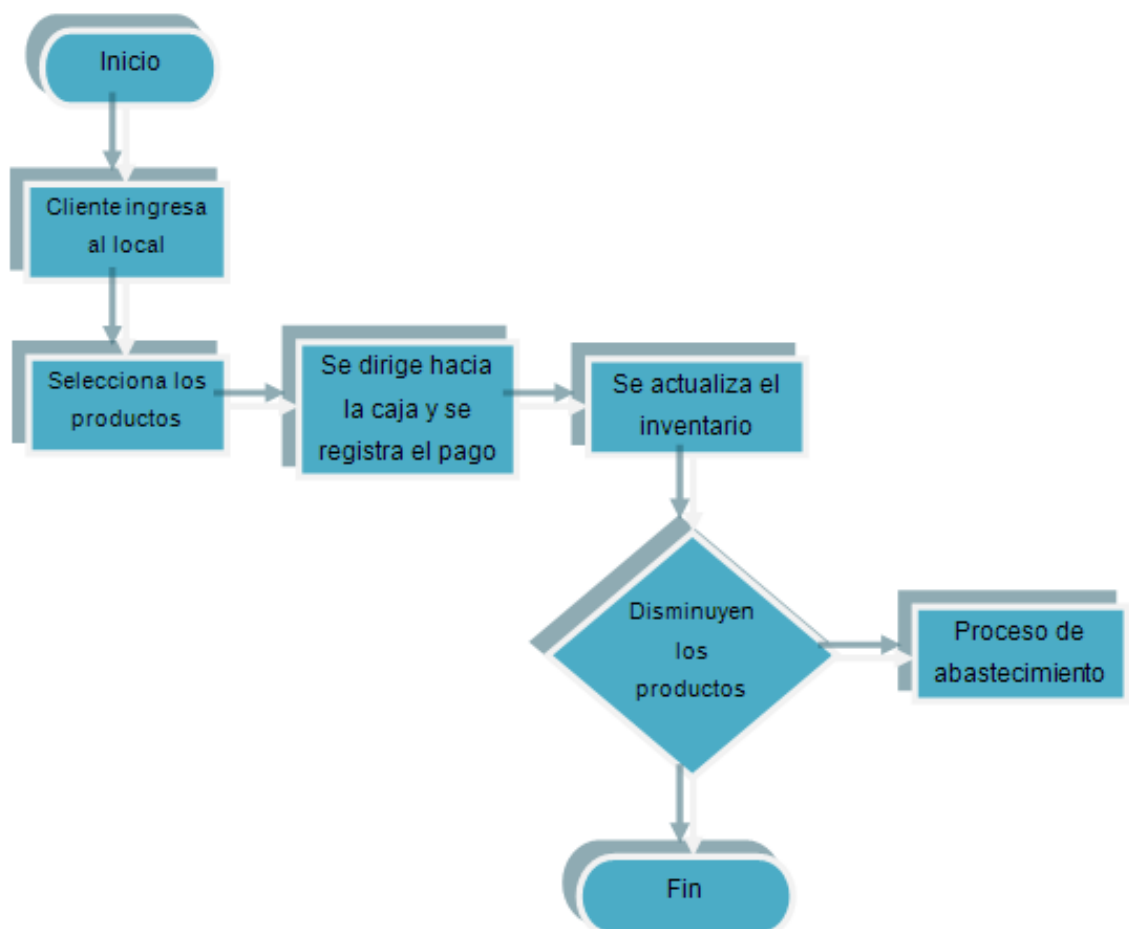 Inicio
Cliente ingresa
al local
Selecciona los
productos
Se dirige hacia
la caja y se
registra el pago
Se actualiza el
inventario
Disminuyen
los
productos
Proceso de
abastecimiento
Fin